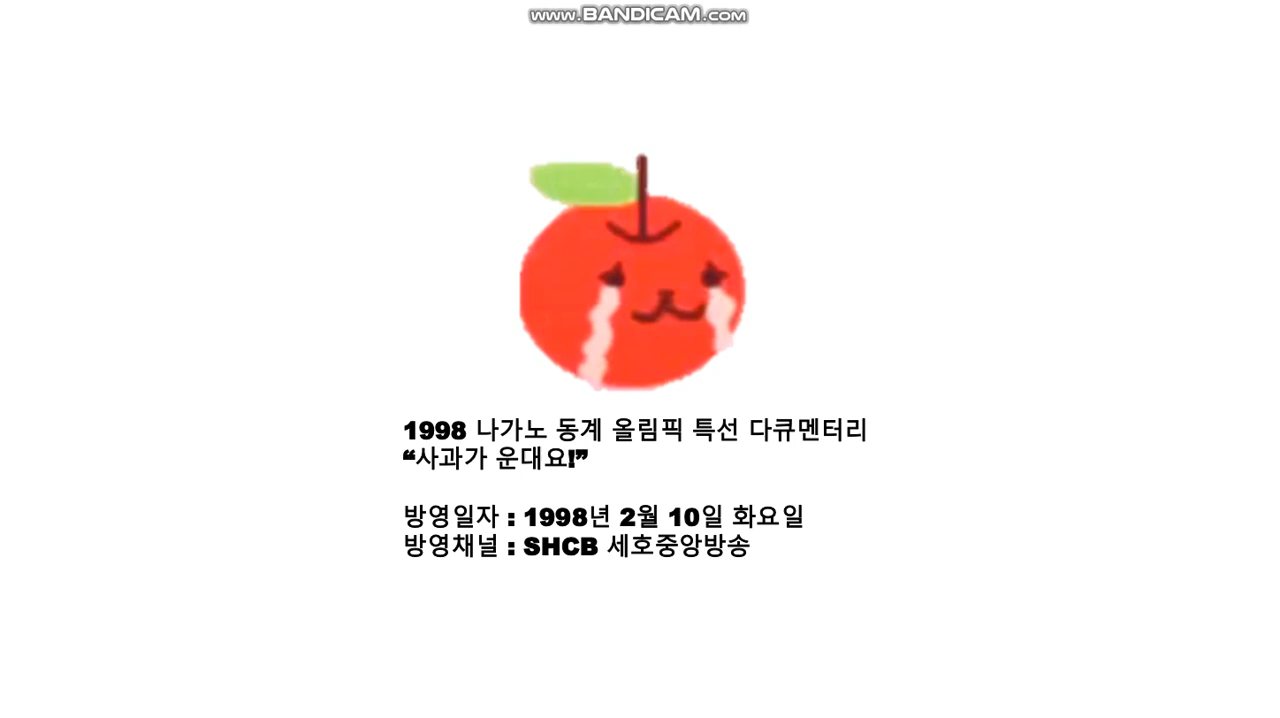 www.BANDICAM.com
1998 나가노 동계 올림픽 특선 다큐멘터리
“사과가 운대요!”
방영일자 : 1998년 2월 10일 화요일
방영채널 : SHCB 세호중앙방송